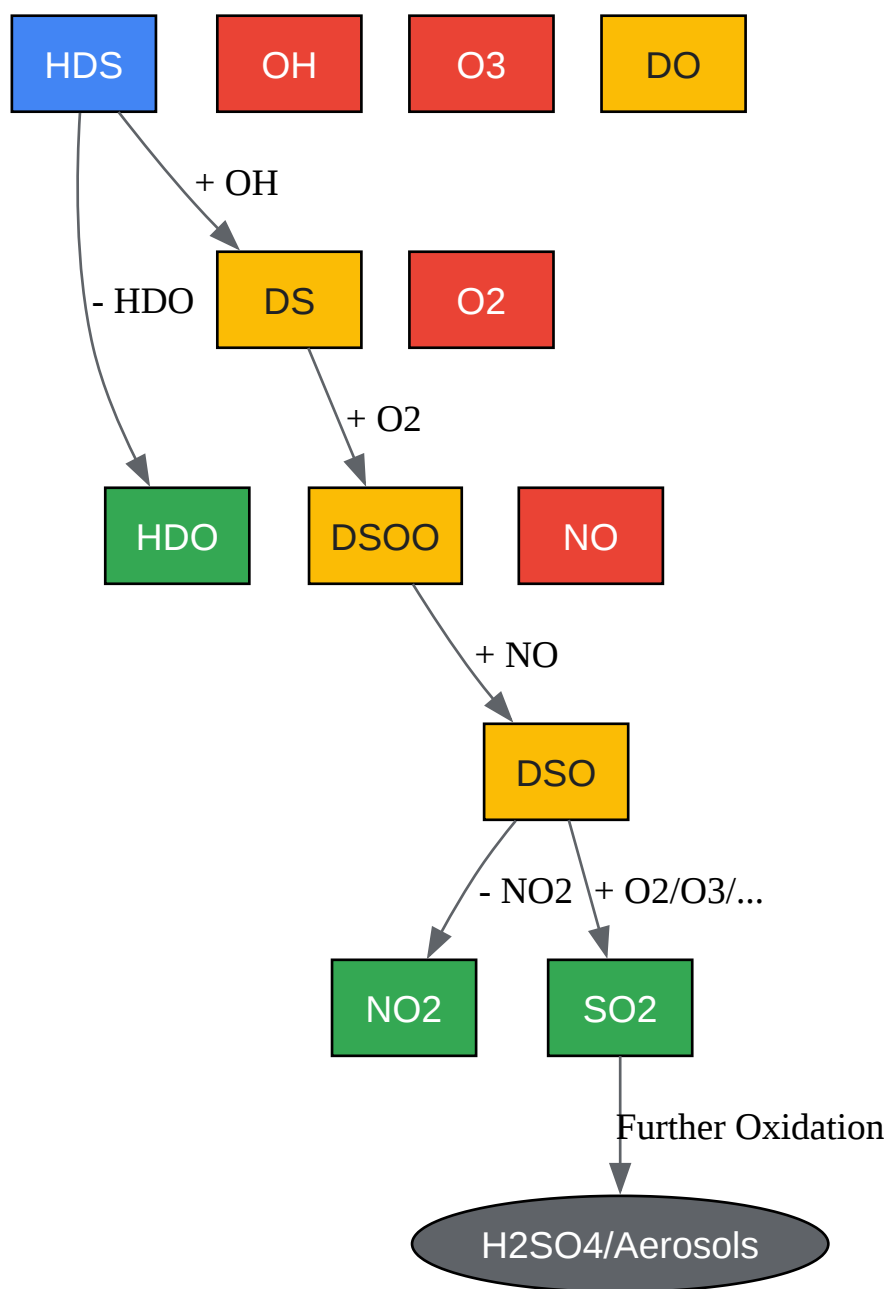 HDS
OH
O3
DO
+ OH
- HDO
DS
O2
+ O2
HDO
DSOO
NO
+ NO
DSO
- NO2
+ O2/O3/...
NO2
SO2
Further Oxidation
H2SO4/Aerosols